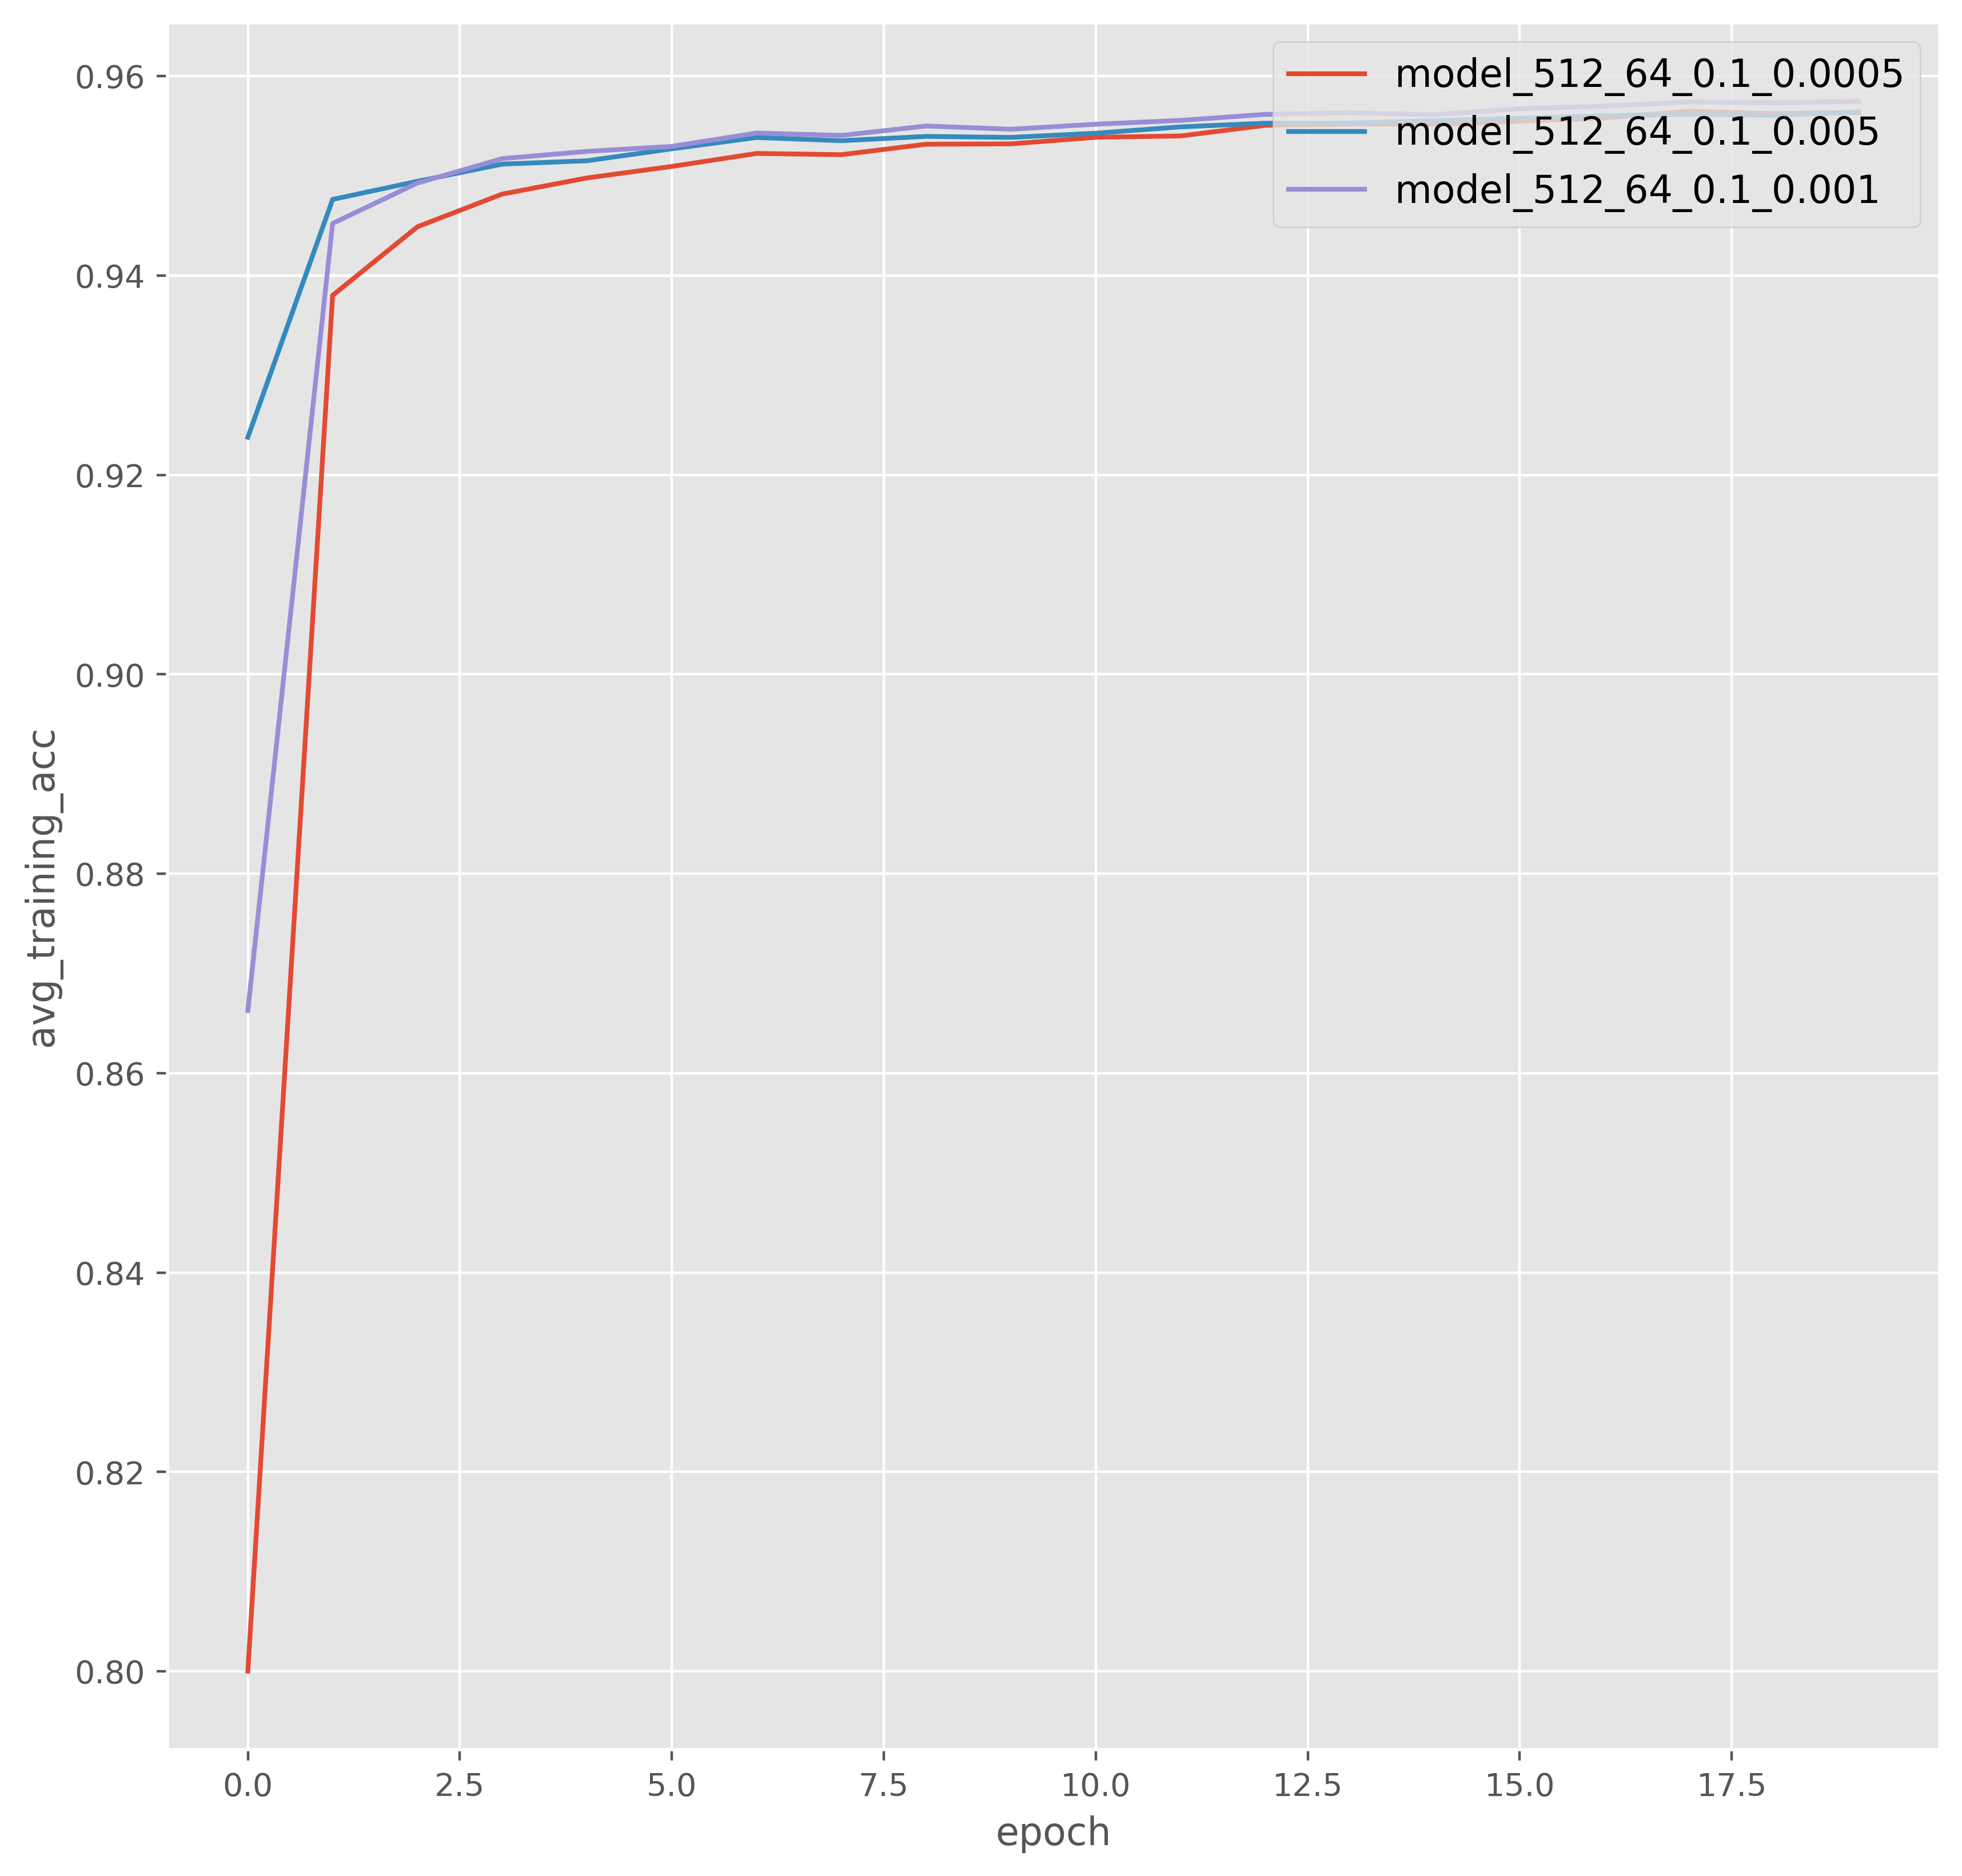 model_512_64_0.1_0.0005
model_512_64_0.1_0.005
model_512_64_0.1_0.001
0.96
0.94
0.92
0.90
0.88
0.86
0.84
0.82
0.80
avg_training_acc
0.0 2.5 5.0 7.5 10.0 12.5 15.0 17.5
epoch